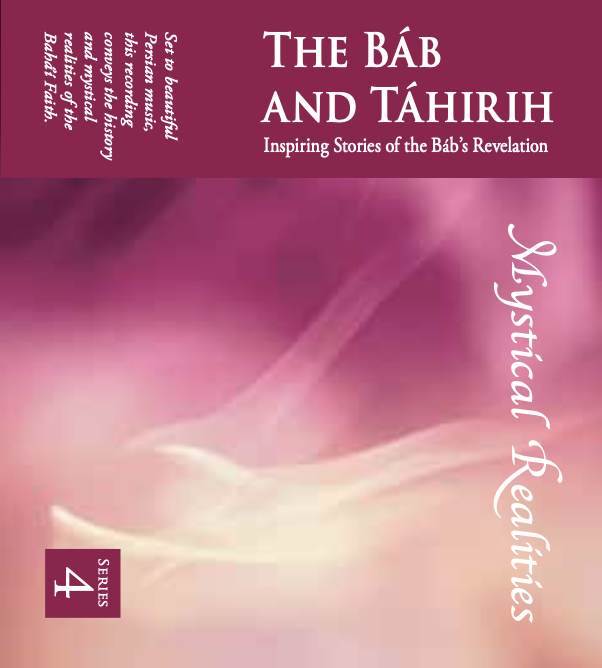 THE BÁB
AND TÁHIRIH
Inspiring Stories of the Báb's Revelation
Set to beautiful
Persian music,
this recording
conveys the history
and mystical
realities of the
Bahá'í Faith.
Mystical Realities
SERIES
4